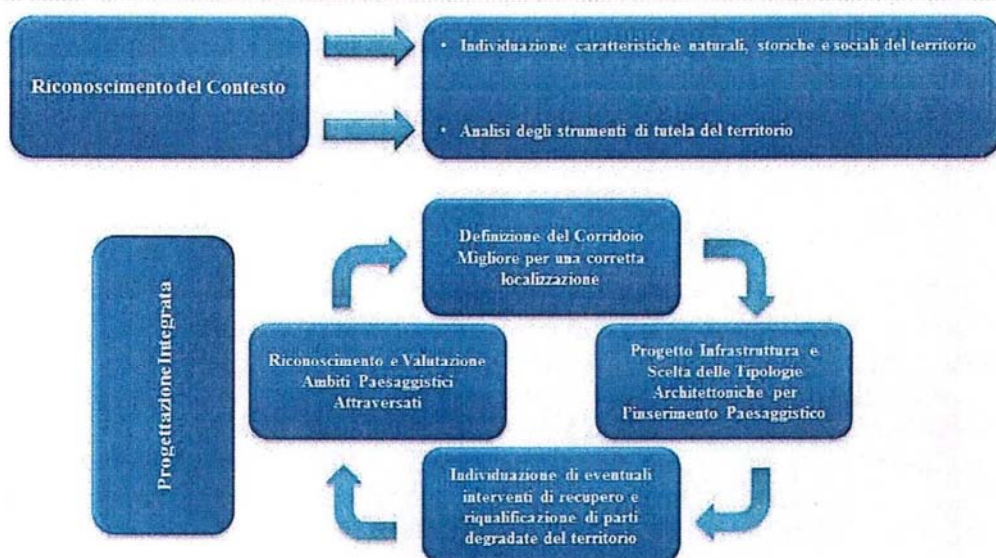 Riconoscimento del Contesto
• Individuazione caratteristiche naturali, storiche e sociali del territorio
• Analisi degli strumenti di tutela del territorio
Progettazione Integrata
Definizione del Corridoio
Migliore per una corretta
localizzazione
Riconoscimento e Valutazione
Ambiti Paesaggistici
Attraversati
Progetto Infrastruttura e
Scelta delle Tipologie
Architettoniche per
l'inserimento Paesaggistico
Individuazione di eventuali
interventi di recupero e
riqualificazione di parti
degradate del territorio